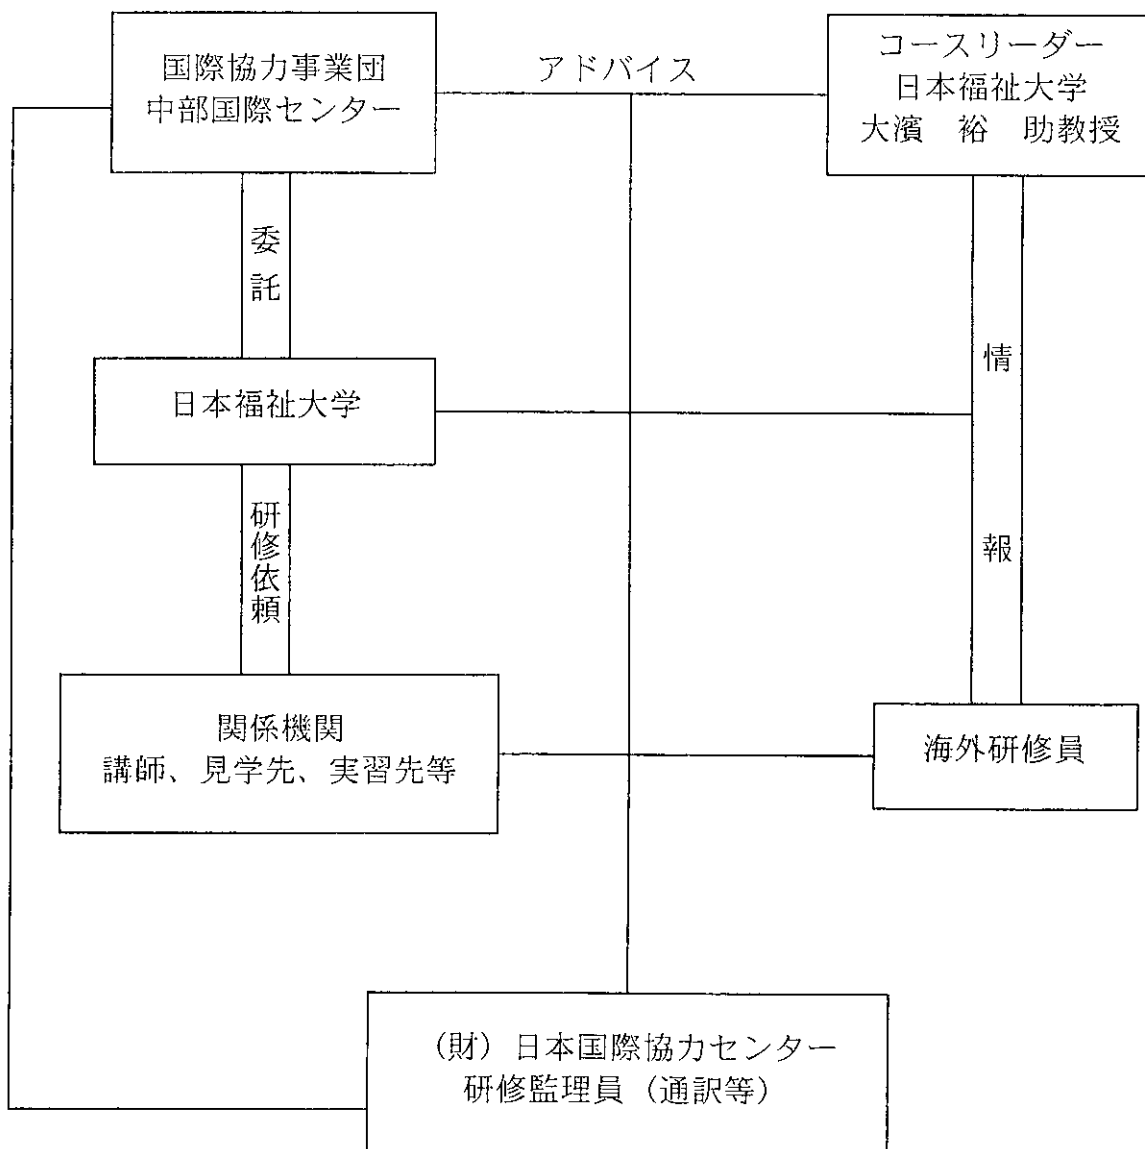 国際協力事業団
中部国際センター
アドバイス
コースリーダー
日本福祉大学
大濱　裕　助教授
委託
日本福祉大学
情報
研修依頼
関係機関
講師、見学先、実習先等
海外研修員
（財）日本国際協力センター
研修監理員（通訳等）